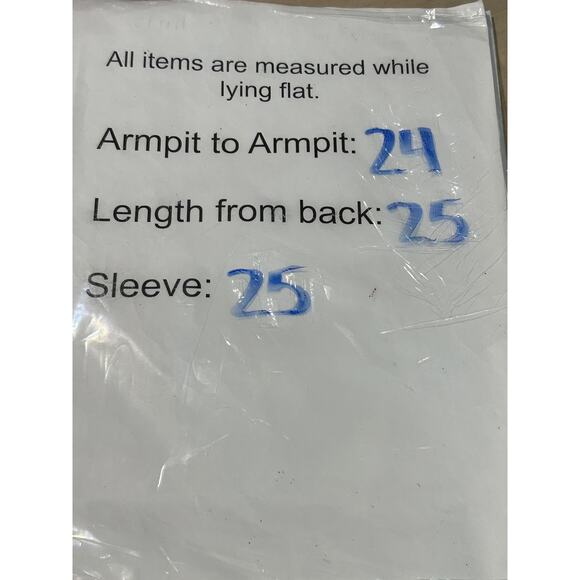 All items are measured while
lying flat.
Armpit to Armpit: 24
Length from back: 25
Sleeve: 25